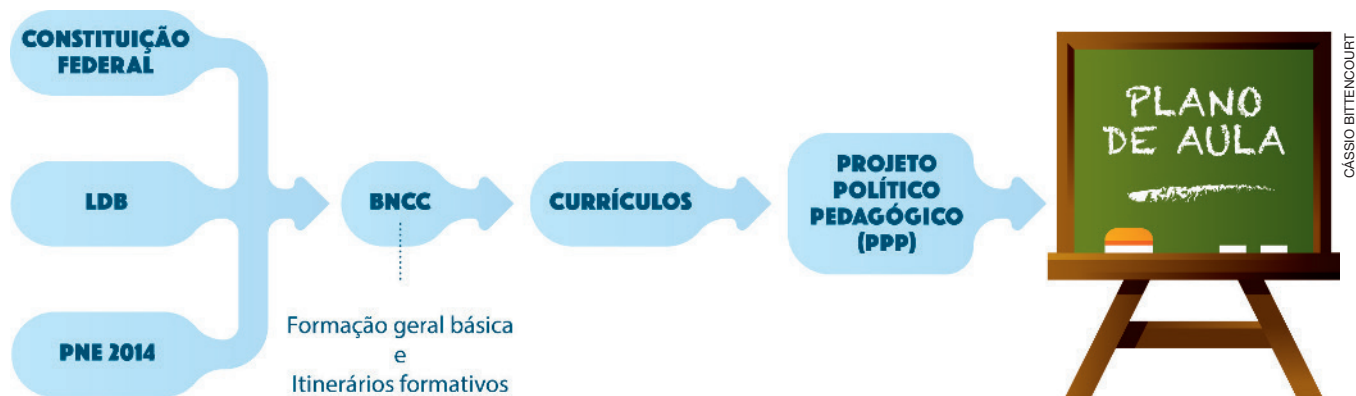 CONSTITUIÇÃO
FEDERAL
LDB
PNE 2014
BNCC
Formação geral básica
e
Itinerários formativos
CURRÍCULOS
PROJETO
POLÍTICO
PEDAGÓGICO
(PPP)
PLANO
DE AULA
CÁSSIO BITTENCOURT